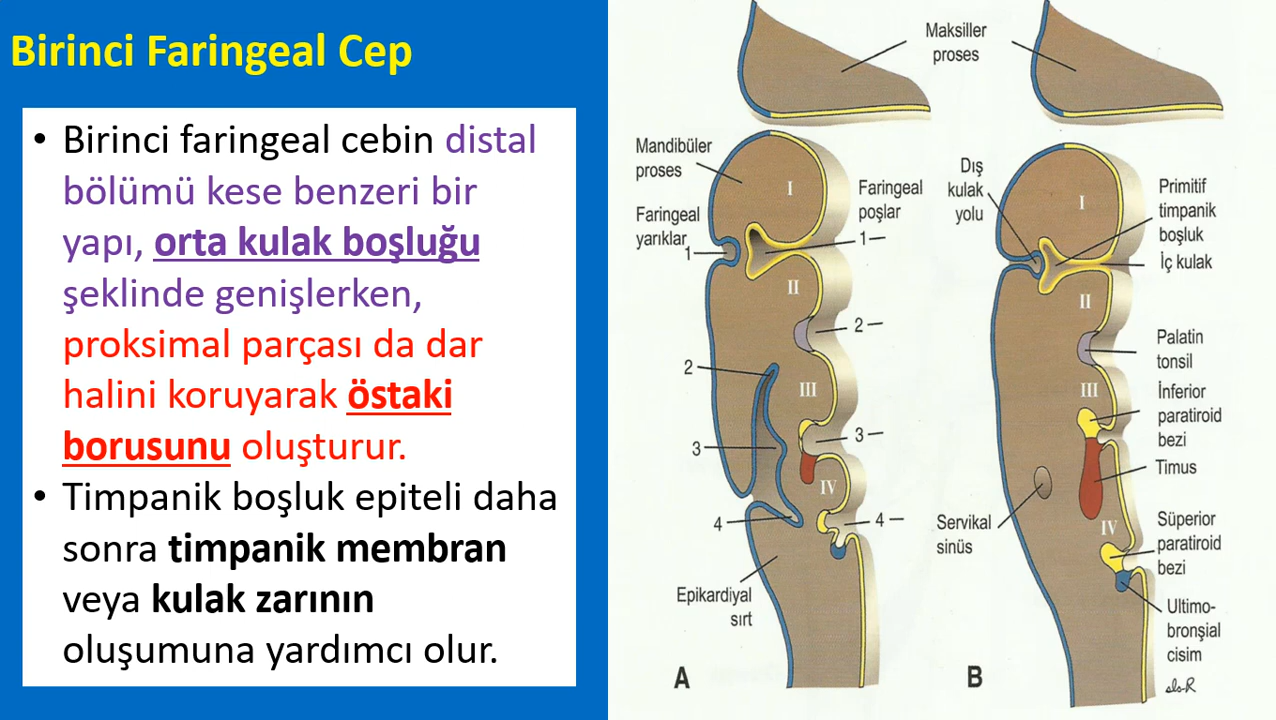 Birinci Faringeal Cep
• Birinci faringeal cebin distal
bölümü kese benzeri bir
yapı, orta kulak boşluğu
şeklinde genişlerken,
proksimal parçası da dar
halini koruyarak östaki
borusunu oluşturur.
• Timpanik boşluk epiteli daha
sonra timpanik membran
veya kulak zarının
oluşumuna yardımcı olur.
Maksiller
proses
Mandibüler
proses
I
Faringeal
poşlar
Faringeal
yarıklar
1
1
II
2
2
III
3
3
IV
4
4
Epikardiyal
sırt
A
Dış
kulak
yolu
I
Primitif
timpanik
boşluk
İç kulak
II
Palatin
tonsil
III
İnferior
paratiroid
bezi
Timus
Servikal
sinüs
IV
Süperior
paratiroid
bezi
Ultimo-
bronşial
cisim
B